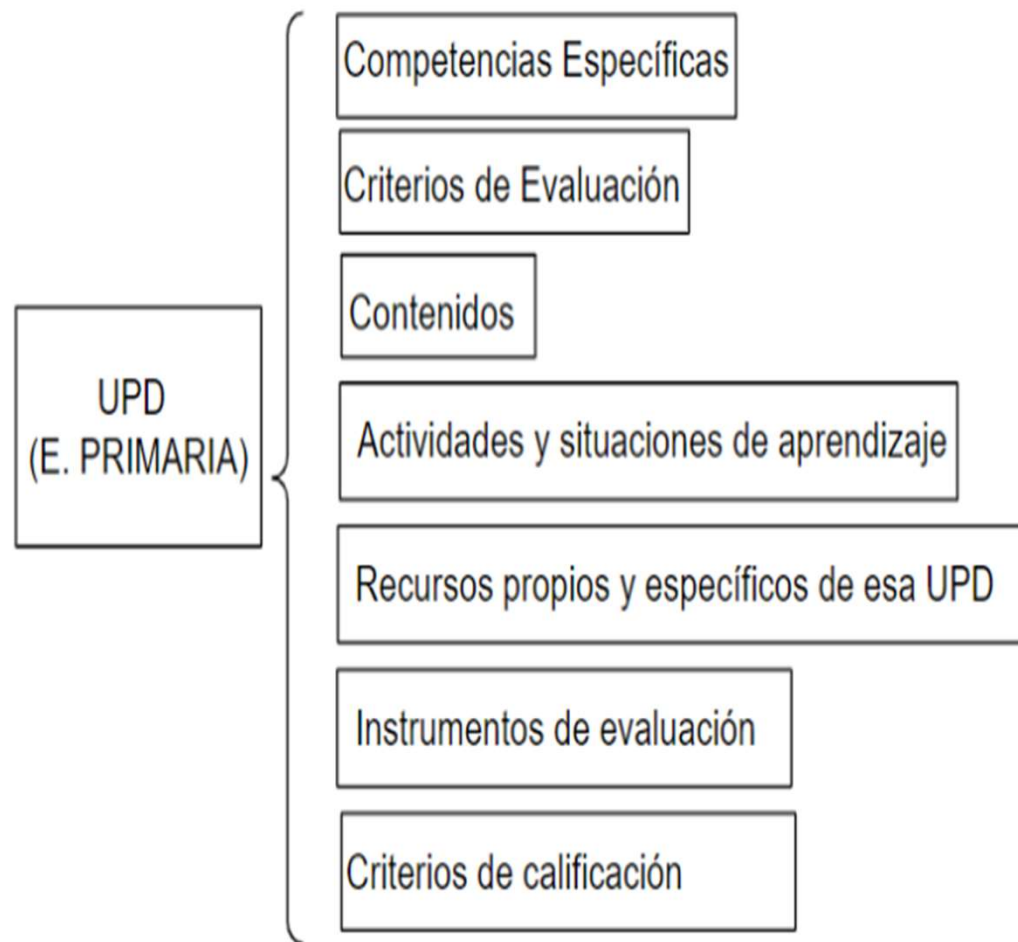 UPD
(E. PRIMARIA)
Competencias Específicas
Criterios de Evaluación
Contenidos
Actividades y situaciones de aprendizaje
Recursos propios y específicos de esa UPD
Instrumentos de evaluación
Criterios de calificación